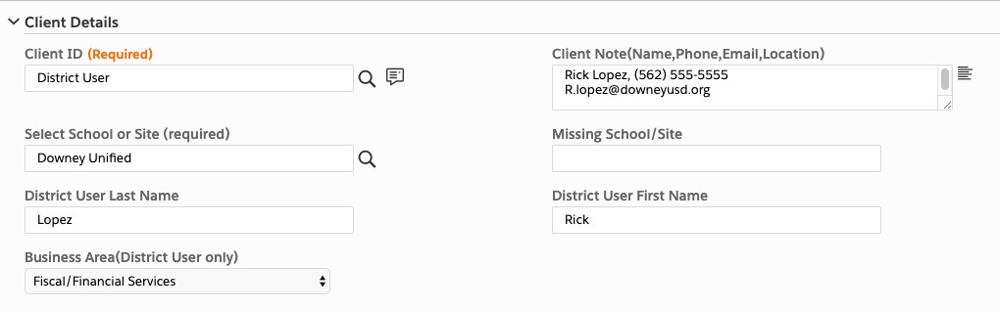 Client Details
Client ID (Required)
District User
Client Note(Name,Phone,Email,Location)
Rick Lopez, (562) 555-5555
R.lopez@downeyusd.org
Select School or Site (required)
Downey Unified
Missing School/Site
District User Last Name
Lopez
District User First Name
Rick
Business Area(District User only)
Fiscal/Financial Services